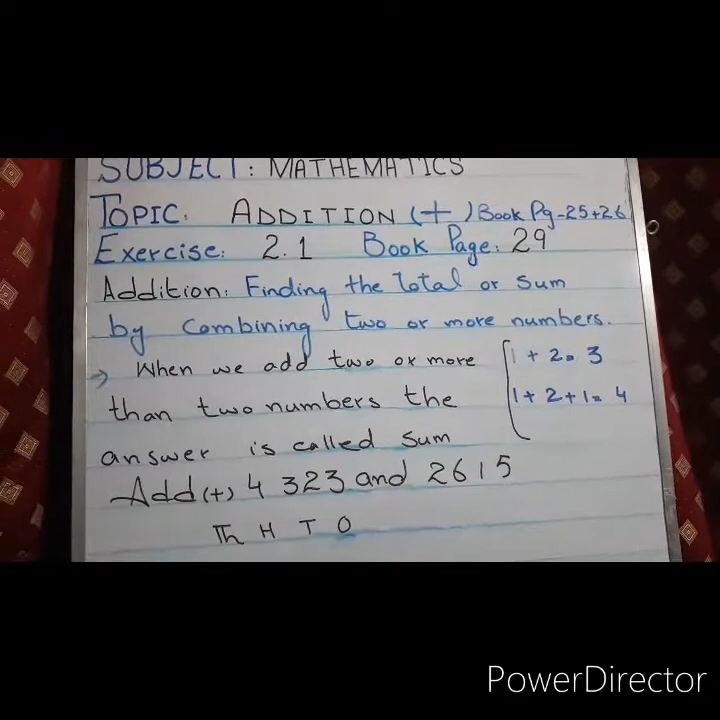 SUBJECT: MATHEMATICS
TOPIC: ADDITION (+) Book Pg-25+26
Exercise: 2.1 Book Page: 29
Addition: Finding the Total or Sum
by Combining two or more numbers.
→ When we add two or more
than two numbers the
answer is called Sum
1 + 2 = 3
1 + 2 + 1 = 4
Add (+) 4 323 and 2615
Th H T O
PowerDirector